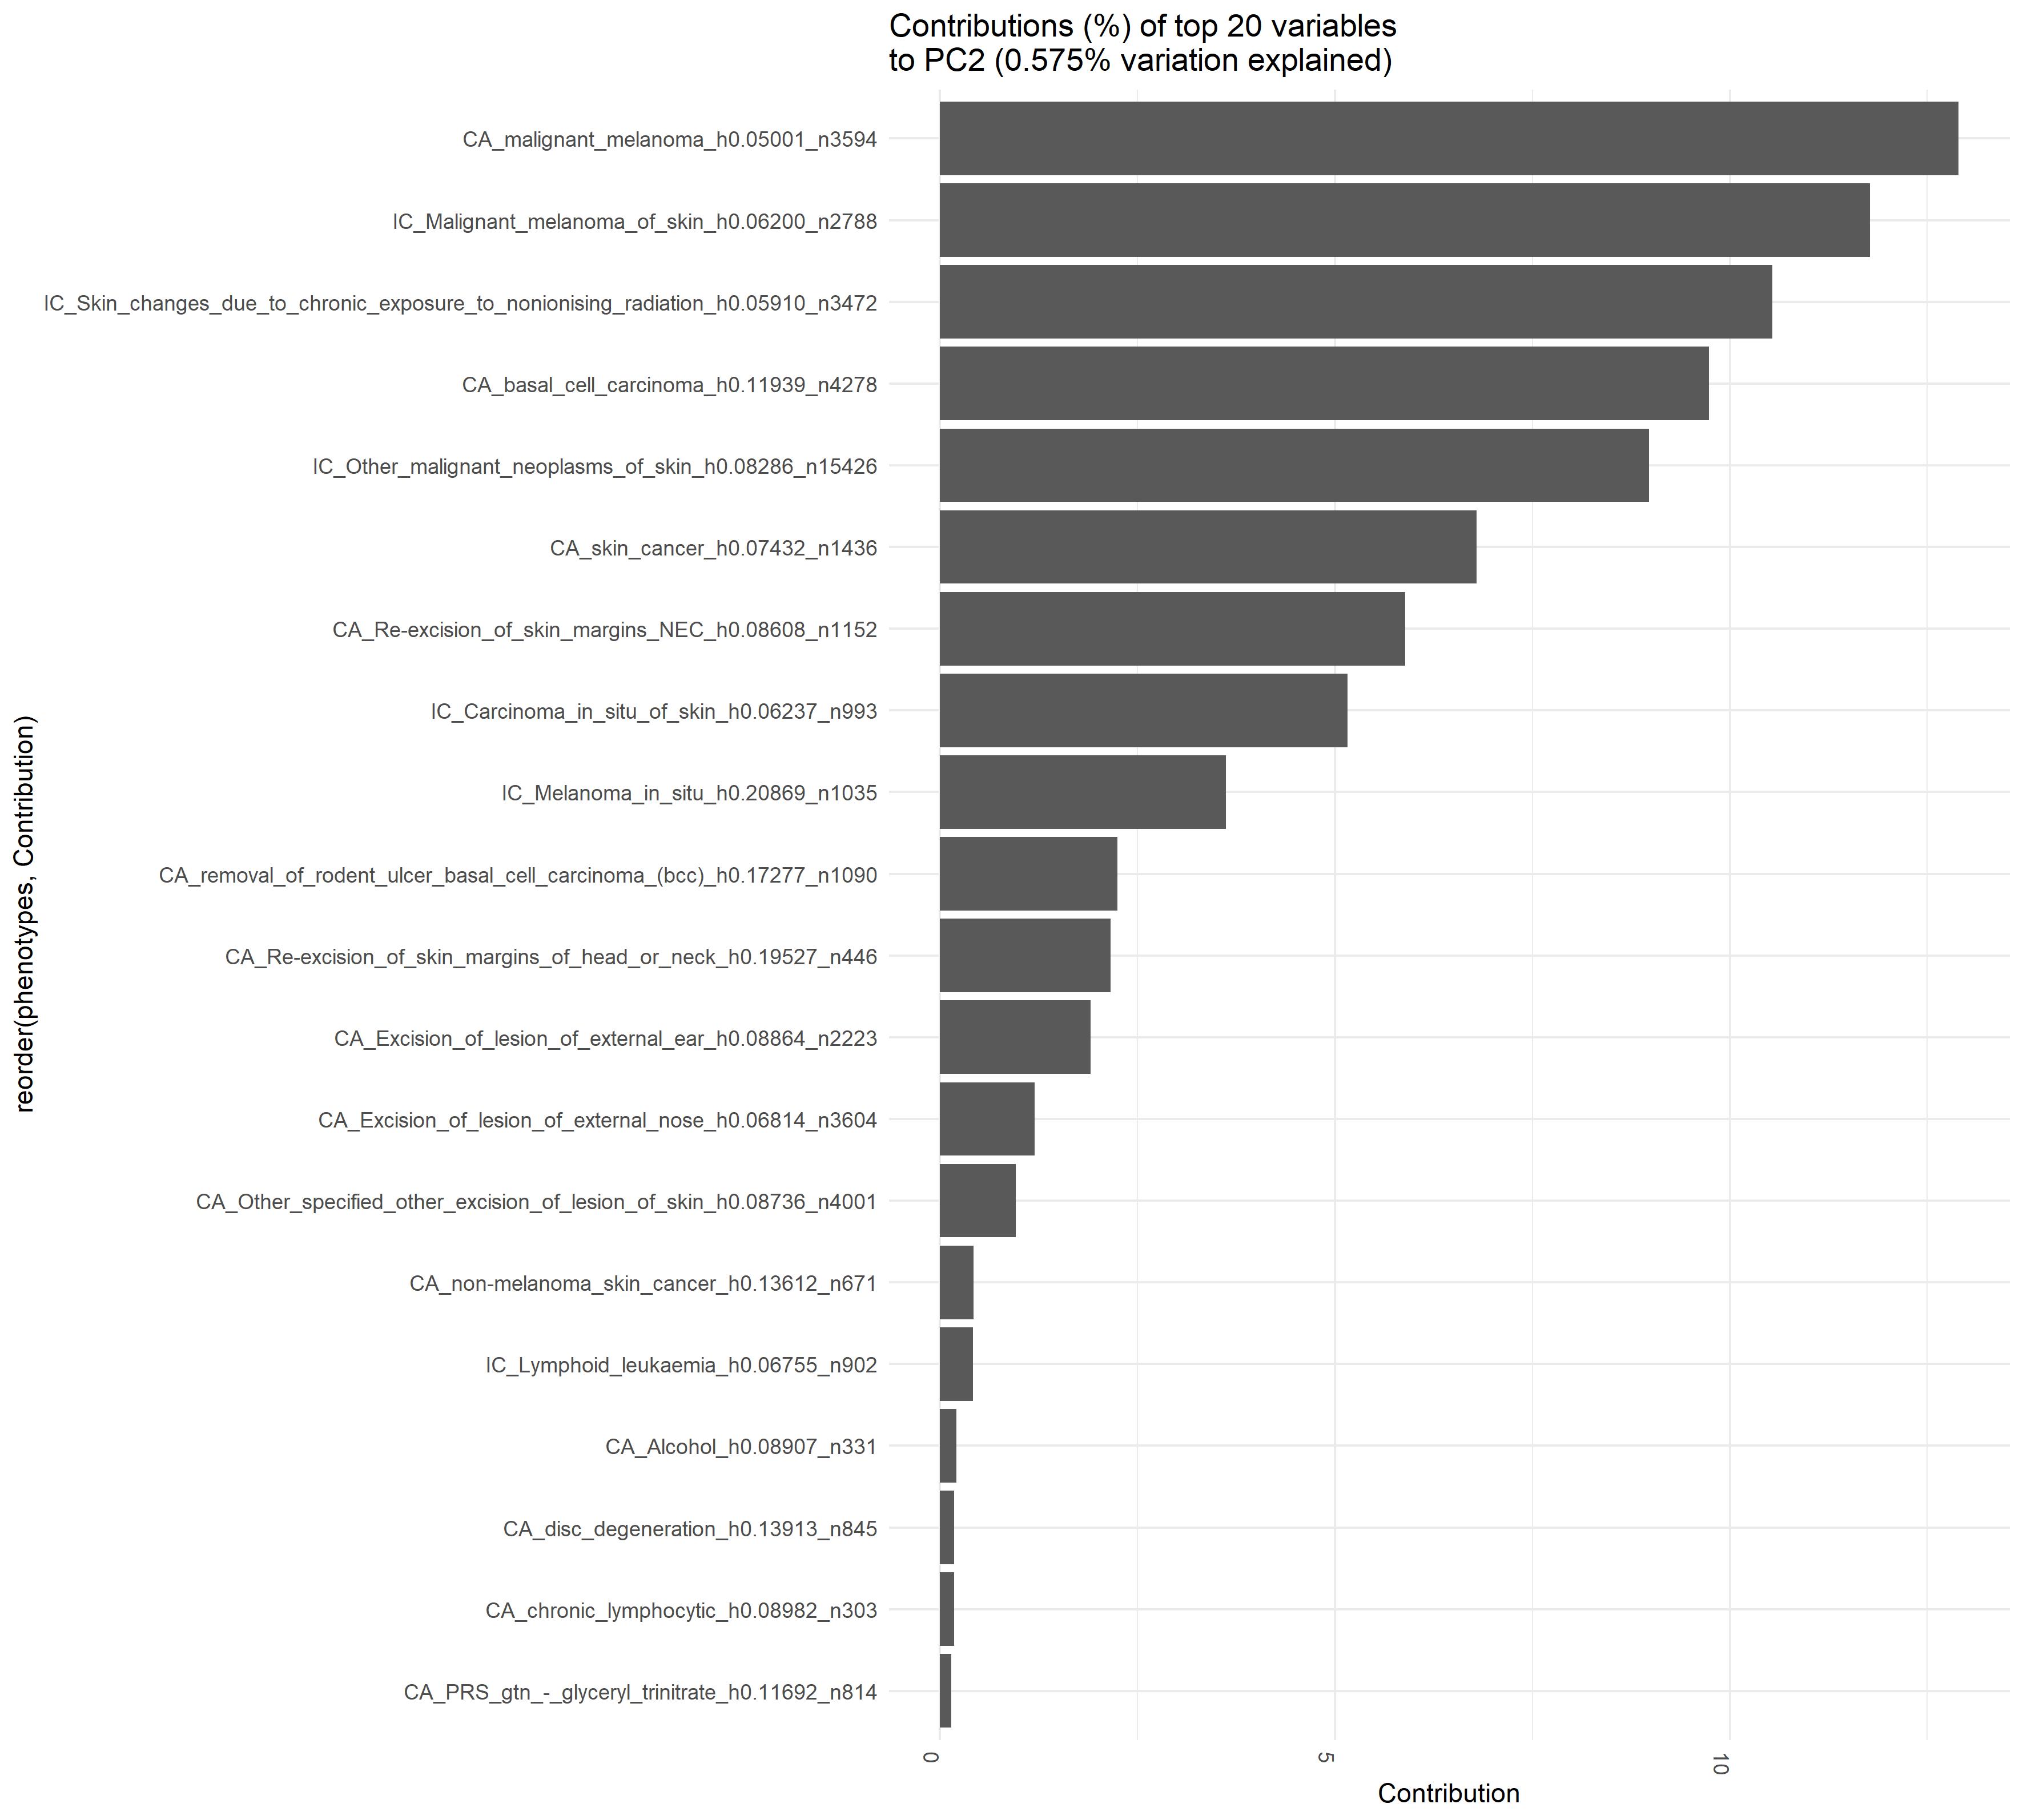 Contributions (%) of top 20 variables
to PC2 (0.575% variation explained)
CA_malignant_melanoma_h0.05001_n3594
IC_Malignant_melanoma_of_skin_h0.06200_n2788
IC_Skin_changes_due_to_chronic_exposure_to_nonionising_radiation_h0.05910_n3472
CA_basal_cell_carcinoma_h0.11939_n4278
IC_Other_malignant_neoplasms_of_skin_h0.08286_n15426
CA_skin_cancer_h0.07432_n1436
CA_Re-excision_of_skin_margins_NEC_h0.08608_n1152
IC_Carcinoma_in_situ_of_skin_h0.06237_n993
IC_Melanoma_in_situ_h0.20869_n1035
CA_removal_of_rodent_ulcer_basal_cell_carcinoma_(bcc)_h0.17277_n1090
CA_Re-excision_of_skin_margins_of_head_or_neck_h0.19527_n446
CA_Excision_of_lesion_of_external_ear_h0.08864_n2223
CA_Excision_of_lesion_of_external_nose_h0.06814_n3604
CA_Other_specified_other_excision_of_lesion_of_skin_h0.08736_n4001
CA_non-melanoma_skin_cancer_h0.13612_n671
IC_Lymphoid_leukaemia_h0.06755_n902
CA_Alcohol_h0.08907_n331
CA_disc_degeneration_h0.13913_n845
CA_chronic_lymphocytic_h0.08982_n303
CA_PRS_gtn_-_glyceryl_trinitrate_h0.11692_n814
reorder(phenotypes, Contribution)
0
5
10
Contribution